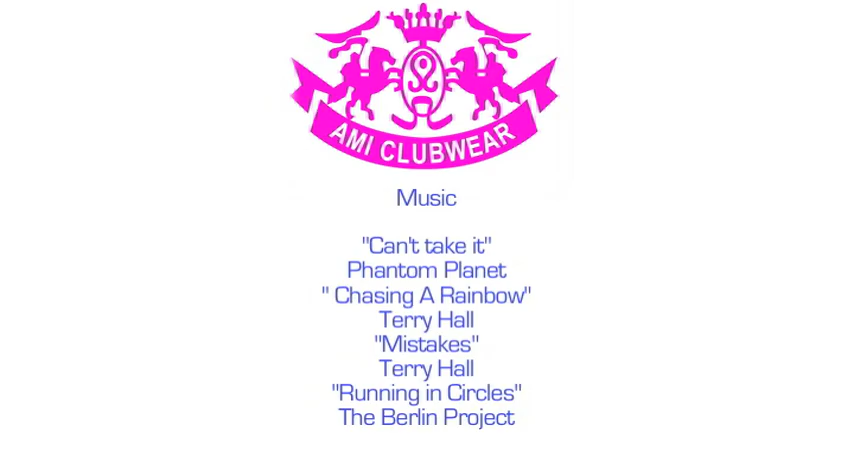 AMI CLUBWEAR
Music
"Can't take it"
Phantom Planet
" Chasing A Rainbow"
Terry Hall
"Mistakes"
Terry Hall
"Running in Circles"
The Berlin Project